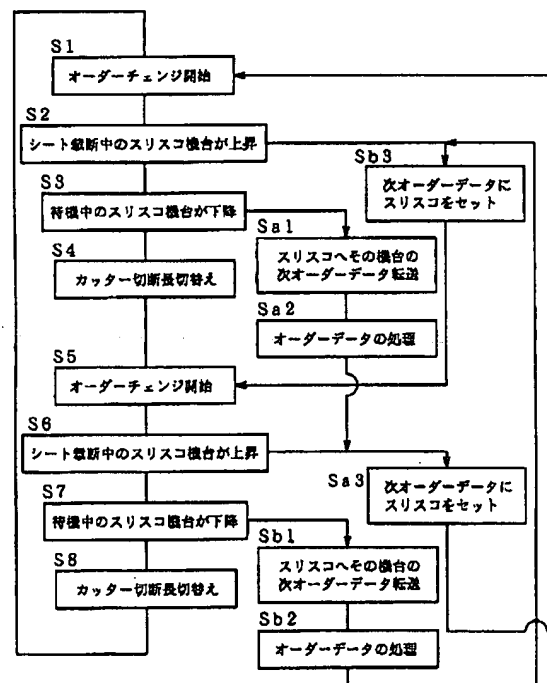 S1
オーダーチェンジ開始
S2
シート裁断中のスリスコ機台が上昇
Sb3
次オーダーデータに
スリスコをセット
S3
待機中のスリスコ機台が下降
Sa1
スリスコへその機台の
次オーダーデータ転送
S4
カッター切断長切替え
Sa2
オーダーデータの処理
S5
オーダーチェンジ開始
S6
シート裁断中のスリスコ機台が上昇
Sa3
次オーダーデータに
スリスコをセット
S7
待機中のスリスコ機台が下降
Sb1
スリスコへその機台の
次オーダーデータ転送
S8
カッター切断長切替え
Sb2
オーダーデータの処理